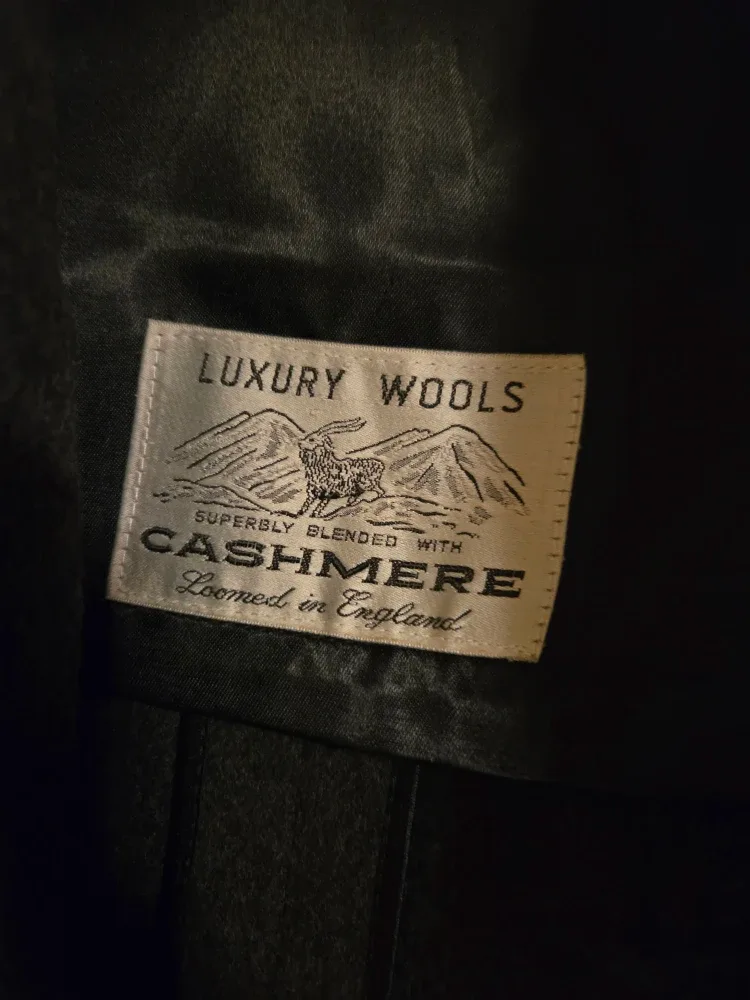 LUXURY WOOLS
SUPERBLY BLENDED WITH
CASHMERE
Loomed in England